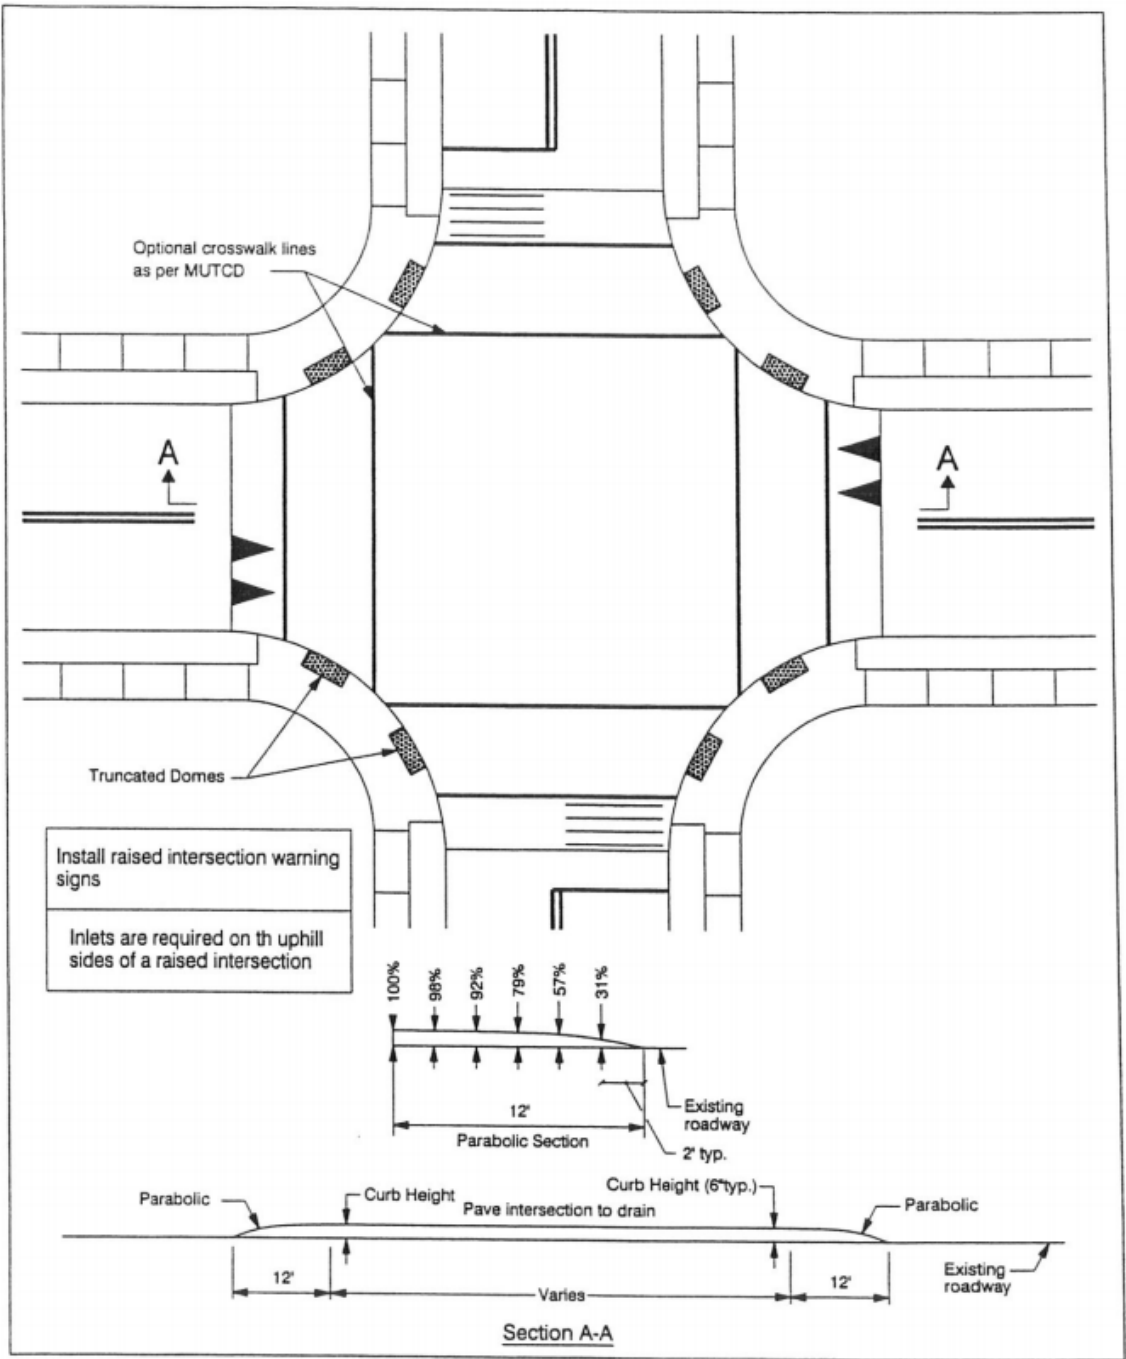 Optional crosswalk lines
as per MUTCD
A
A
Truncated Domes
Install raised intersection warning
signs
Inlets are required on th uphill
sides of a raised intersection
100%
98%
92%
79%
57%
31%
12'
Parabolic Section
Existing
roadway
2' typ.
Parabolic
Curb Height
Pave intersection to drain
Curb Height (6"typ.)
Parabolic
12'
Varies
12'
Existing
roadway
Section A-A